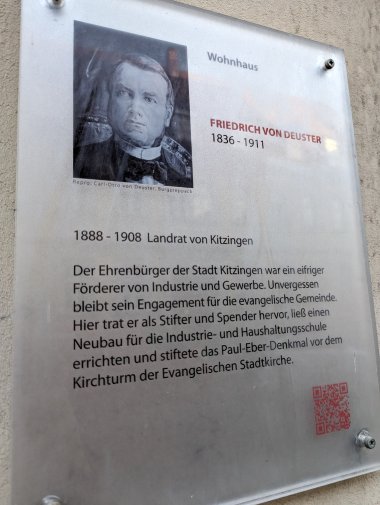 Wohnhaus
FRIEDRICH VON DEUSTER
1836 - 1911
Repro: Carl-Otto von Deuster, Burgpreppach
1888 - 1908 Landrat von Kitzingen
Der Ehrenbürger der Stadt Kitzingen war ein eifriger
Förderer von Industrie und Gewerbe. Unvergessen
bleibt sein Engagement für die evangelische Gemeinde.
Hier trat er als Stifter und Spender hervor, ließ einen
Neubau für die Industrie- und Haushaltungsschule
errichten und stiftete das Paul-Eber-Denkmal vor dem
Kirchturm der Evangelischen Stadtkirche.